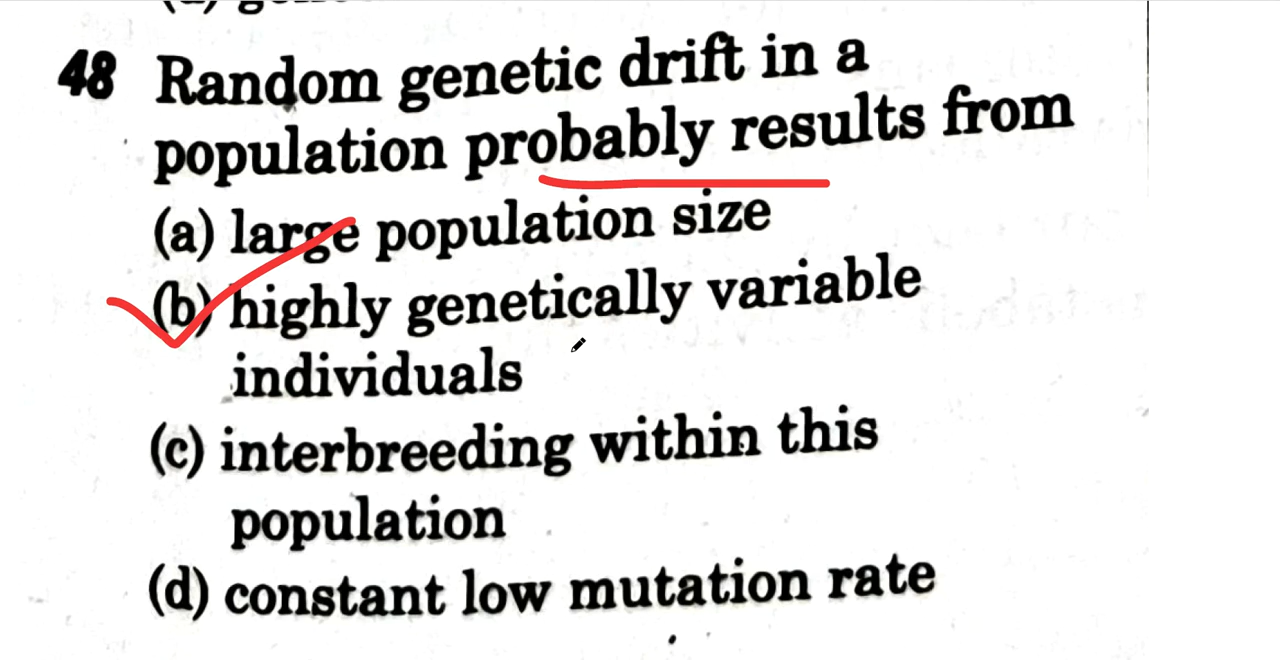 48 Random genetic drift in a
population probably results from
(a) large population size
(b) highly genetically variable
individuals
(c) interbreeding within this
population
(d) constant low mutation rate